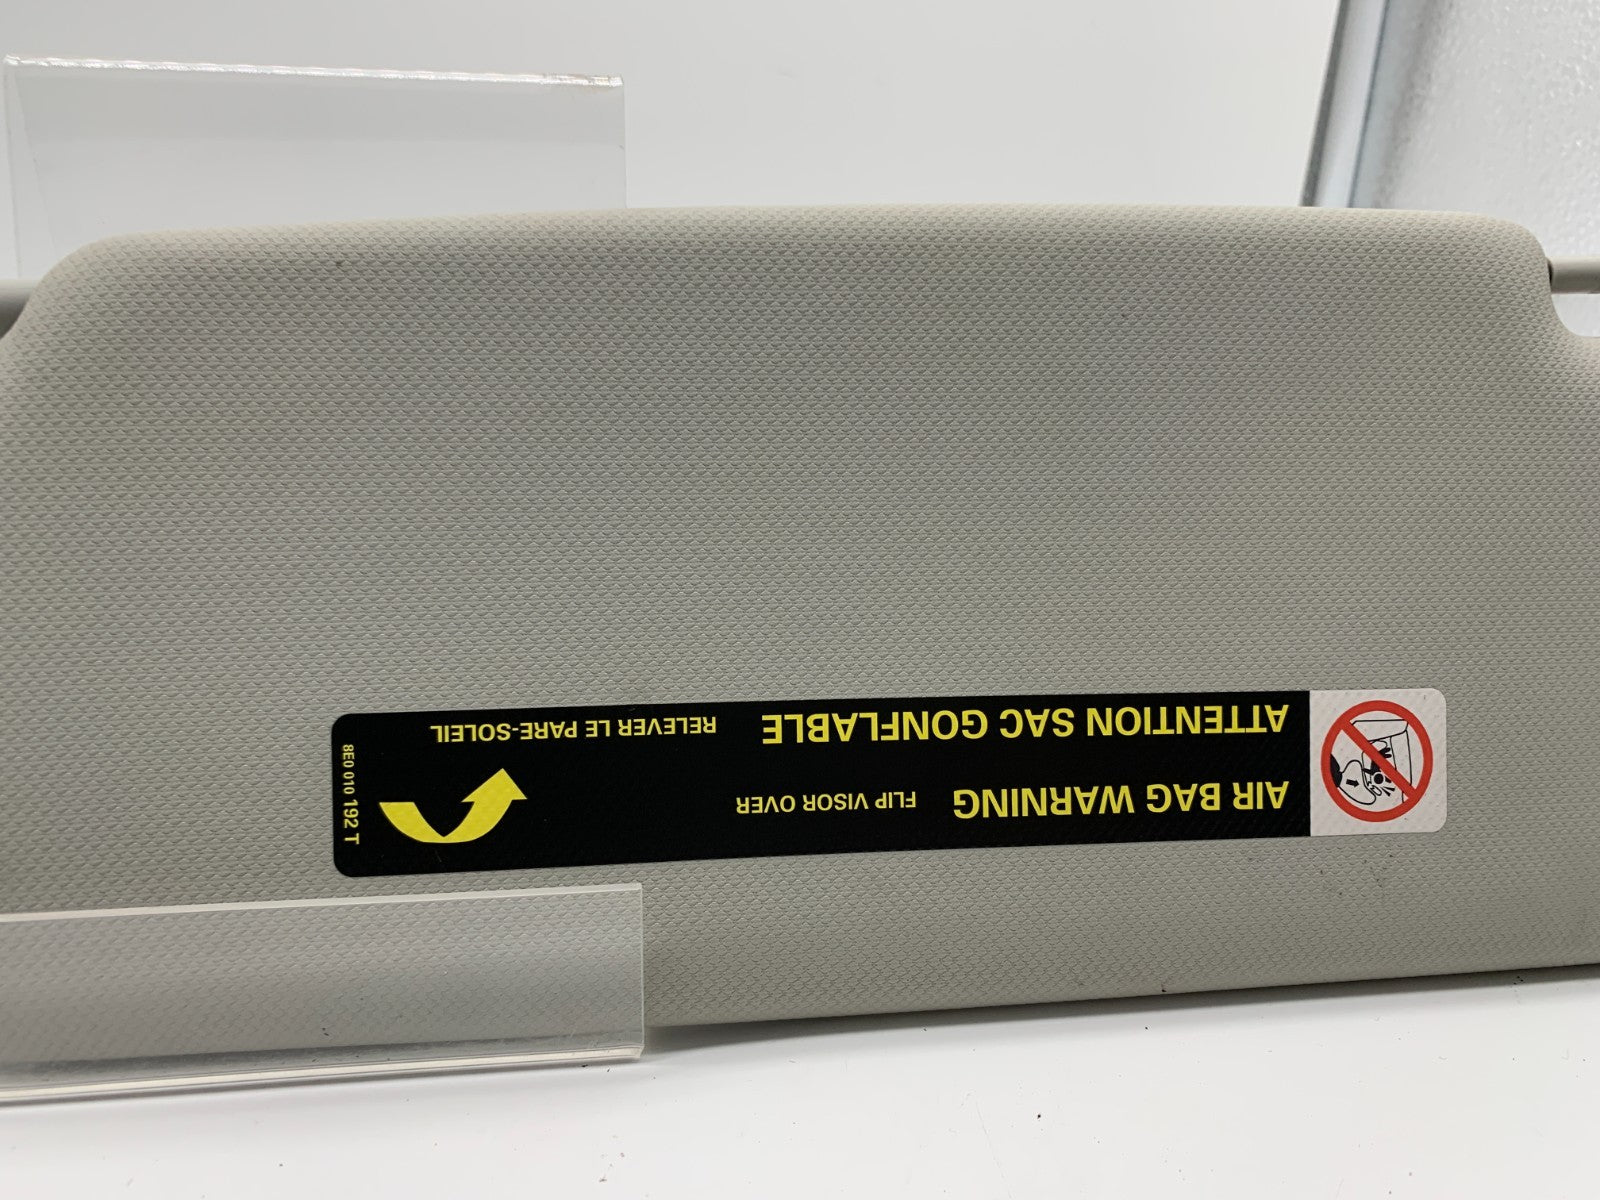 AIR BAG WARNING FLIP VISOR OVER
ATTENTION SAC GONFLABLE RELEVER LE PARE-SOLEIL
8E0 010 192 T